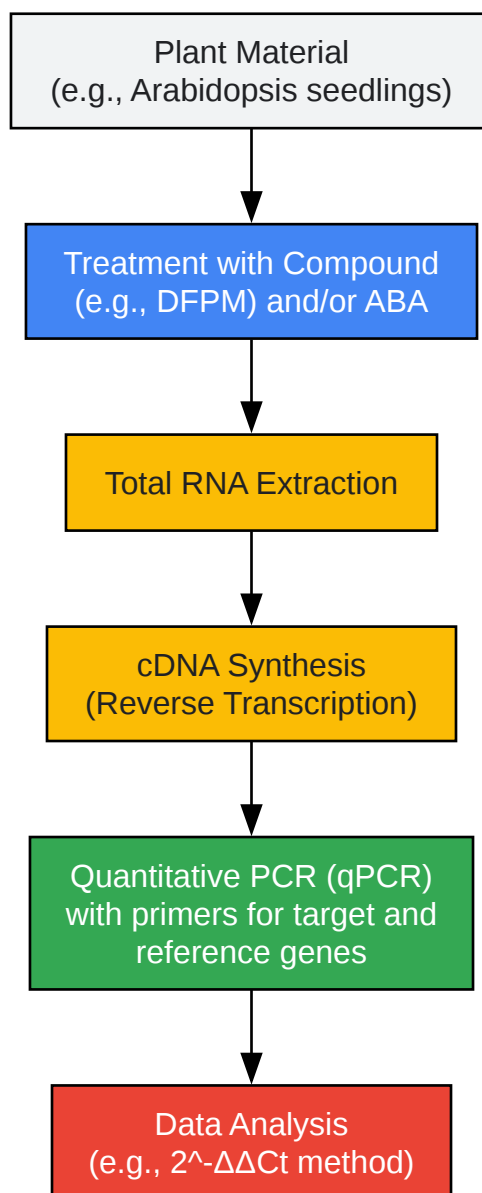 Plant Material
(e.g., Arabidopsis seedlings)
Treatment with Compound
(e.g., DFPM) and/or ABA
Total RNA Extraction
cDNA Synthesis
(Reverse Transcription)
Quantitative PCR (qPCR)
with primers for target and
reference genes
Data Analysis
(e.g., 2^-ΔΔCt method)